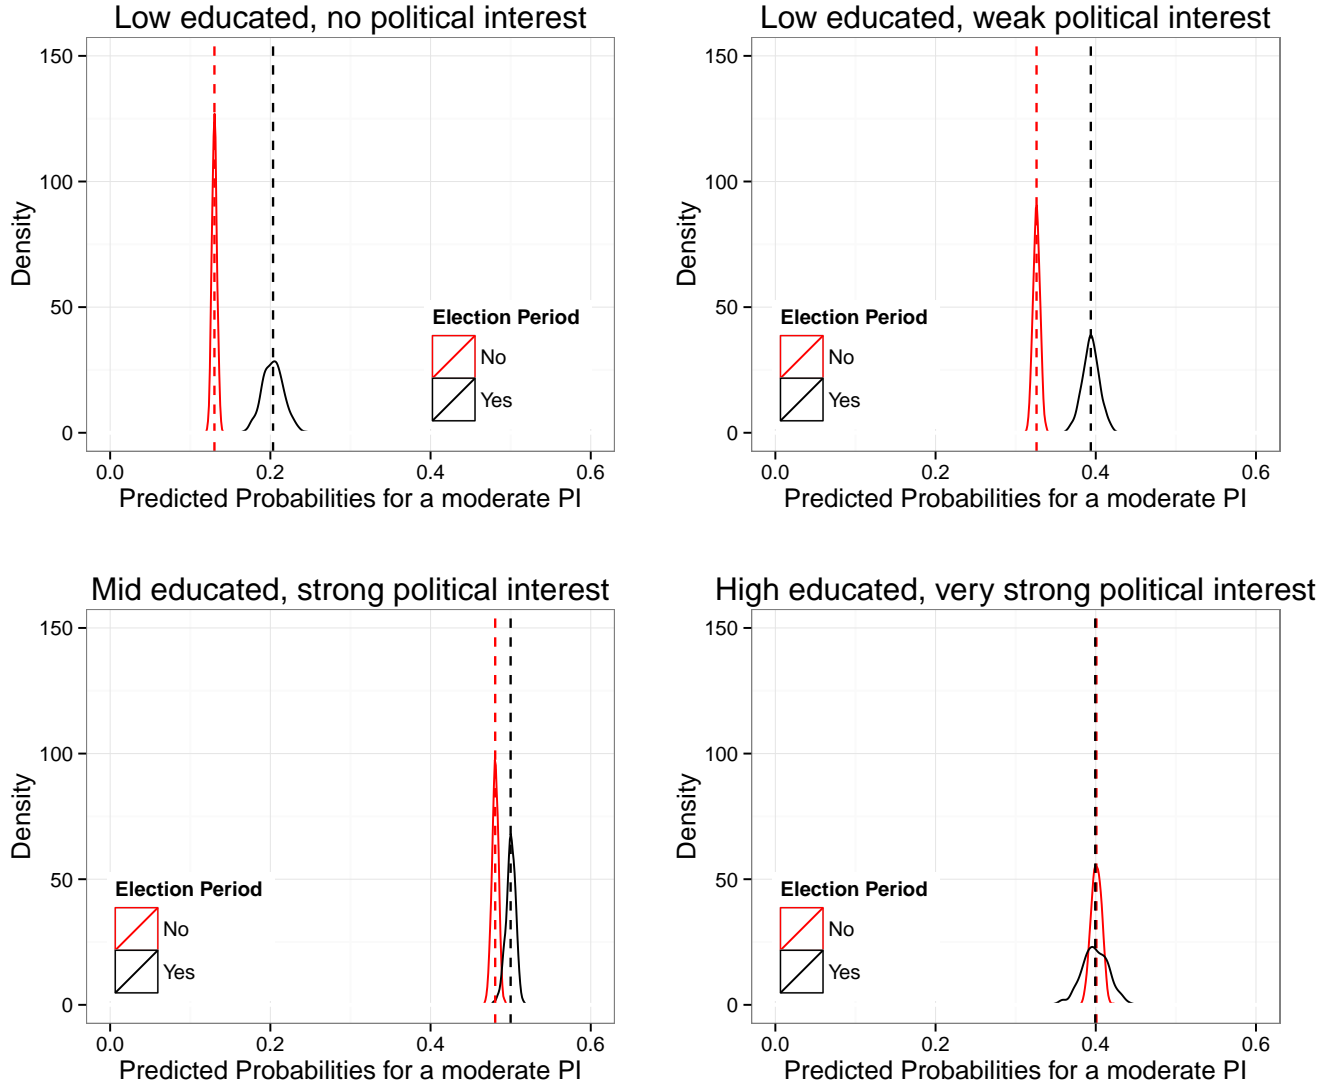 Low educated, no political interest
150
100
50
0
Density
Election Period
No
Yes
0.0 0.2 0.4 0.6
Predicted Probabilities for a moderate PI
Low educated, weak political interest
150
100
50
0
Density
Election Period
No
Yes
0.0 0.2 0.4 0.6
Predicted Probabilities for a moderate PI
Mid educated, strong political interest
150
100
50
0
Density
Election Period
No
Yes
0.0 0.2 0.4 0.6
Predicted Probabilities for a moderate PI
High educated, very strong political interest
150
100
50
0
Density
Election Period
No
Yes
0.0 0.2 0.4 0.6
Predicted Probabilities for a moderate PI